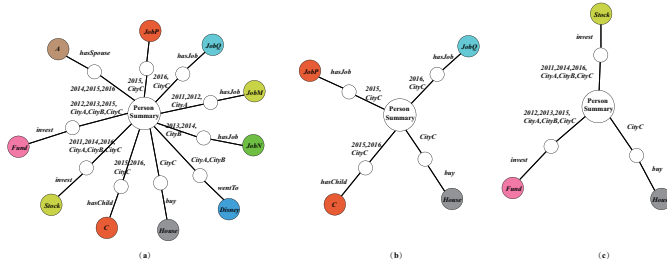 JobP
A
hasSpouse
JobQ
hasJob
2015,
CityC
2016,
CityC
2014,2015,2016
hasJob
JobM
2011,2012,
CityA
2012,2013,2015,
CityA,CityB,CityC
2013,2014,
CityB
Person
Summary
invest
hasJob
Fund
2011,2014,2016,
CityA,CityB,CityC
JobN
2015,2016,
CityC
CityC
CityA,CityB
invest
wentTo
Stock
hasChild
buy
Disney
C
House
(a)
JobQ
JobP
hasJob
hasJob
2015,
CityC
2016,
CityC
Person
Summary
2015,2016,
CityC
CityC
hasChild
buy
C
House
(b)
Stock
invest
2011,2014,2016,
CityA,CityB,CityC
Person
Summary
2012,2013,2015,
CityA,CityB,CityC
CityC
invest
buy
Fund
House
(c)